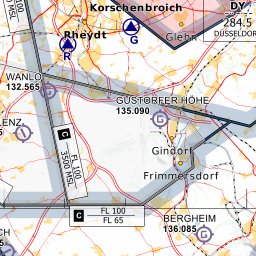 Korschenbroich
DY
284.5
DÜSSELDO
Rheydt
G
Glehn
R
WANLO
132.565
GUSTORFER HÖHE
135.090
G
LENZ
C
FL 100
3500 MSL
Gindorf
Frimmersdorf
C
FL 100
FL 65
BERGHEIM
136.085
G